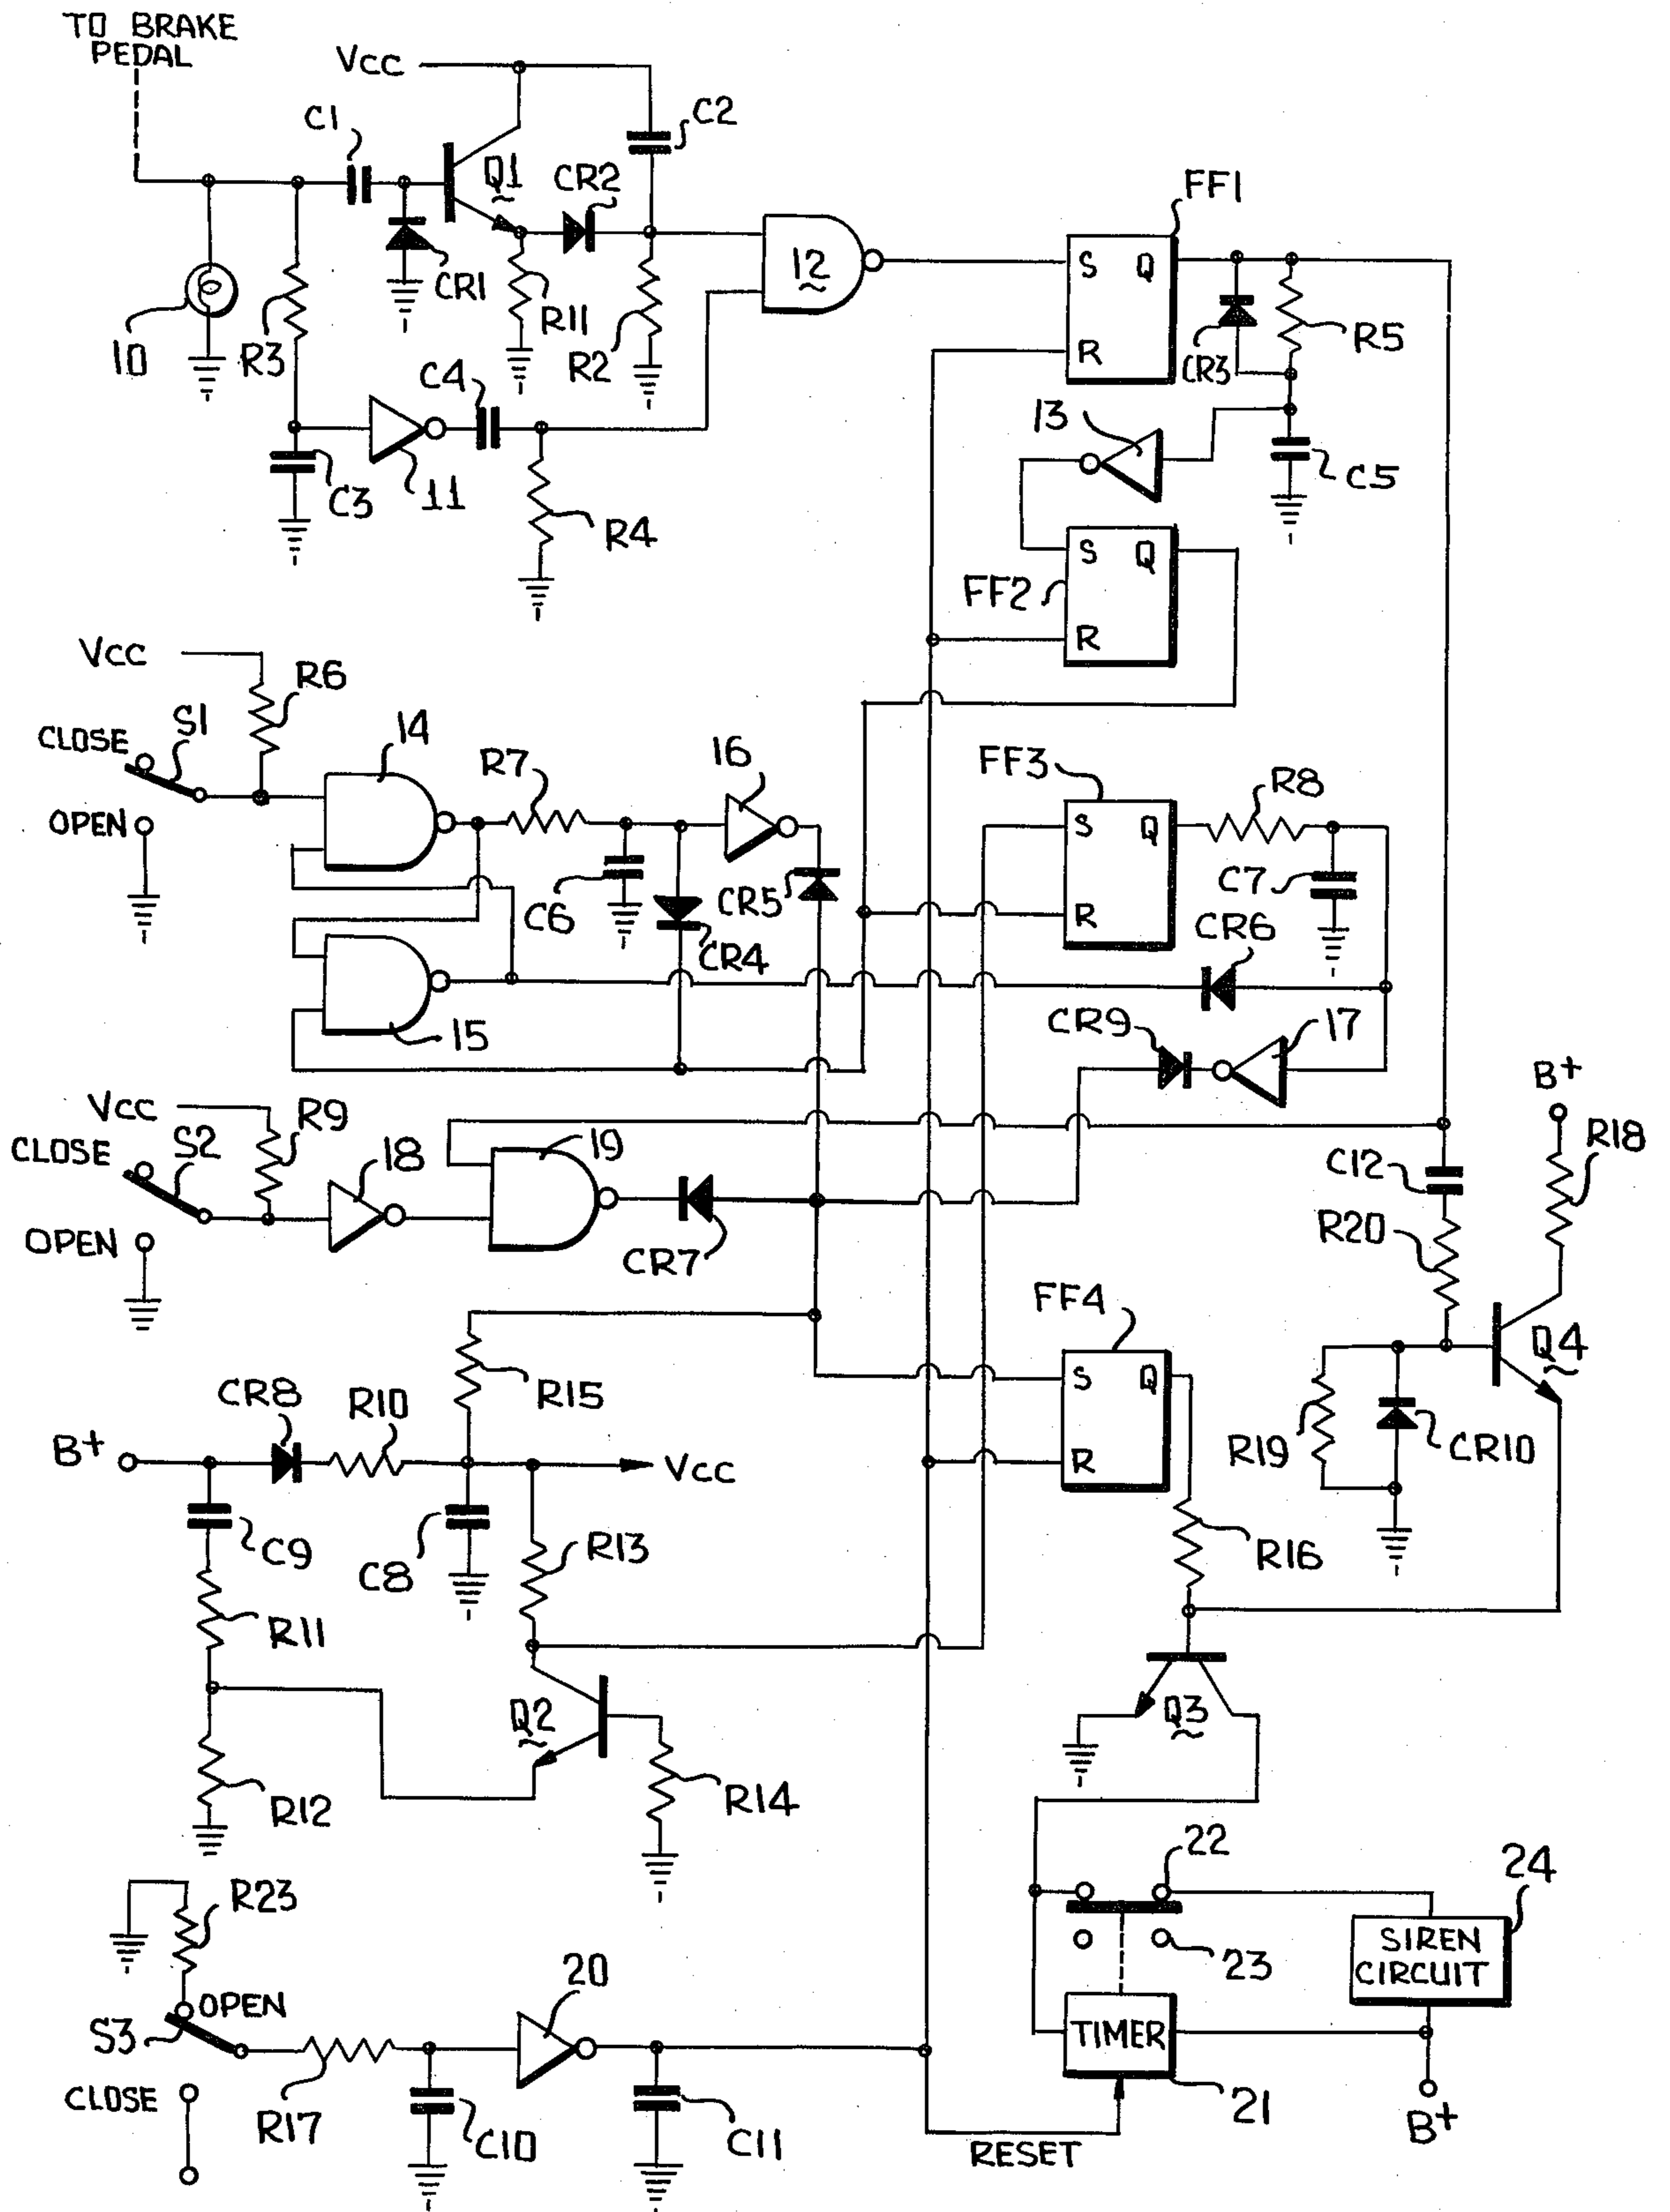 TO BRAKE
PEDAL
Vcc
C1
C2
Q1
CR2
FF1
12
S Q
CR1
R11
R2
R
CR3
R5
10
R3
C4
13
C3
11
R4
C5
S Q
FF2
R
Vcc
R6
S1
CLOSE
OPEN
14
R7
16
FF3
R8
S Q
C6
CR5
CR4
R
C7
CR6
15
CR9
17
B+
Vcc
R9
CLOSE
S2
18
19
C12
R18
OPEN
CR7
R20
FF4
Q4
S Q
CR8
R10
R15
R19
CR10
B+
Vcc
R
C9
C8
R13
R16
R11
Q2
Q3
R12
R14
22
24
R23
SIREN
CIRCUIT
23
20
OPEN
S3
TIMER
CLOSE
R17
C10
C11
21
B+
RESET